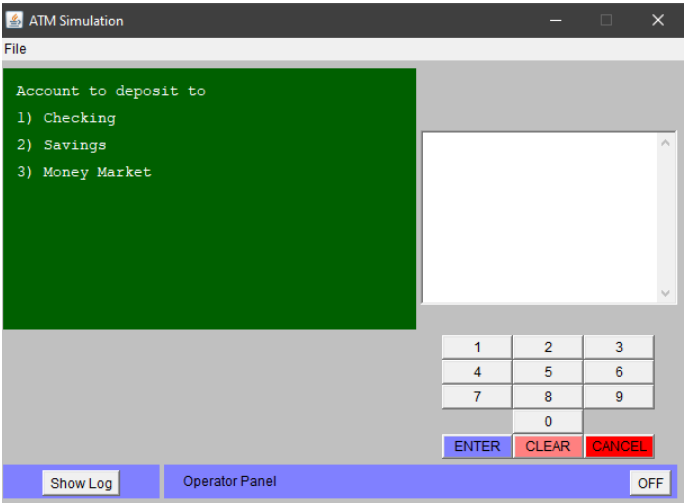 ATM Simulation
File
Account to deposit to
1) Checking
2) Savings
3) Money Market
1 2 3
4 5 6
7 8 9
0
ENTER CLEAR CANCEL
Show Log Operator Panel OFF